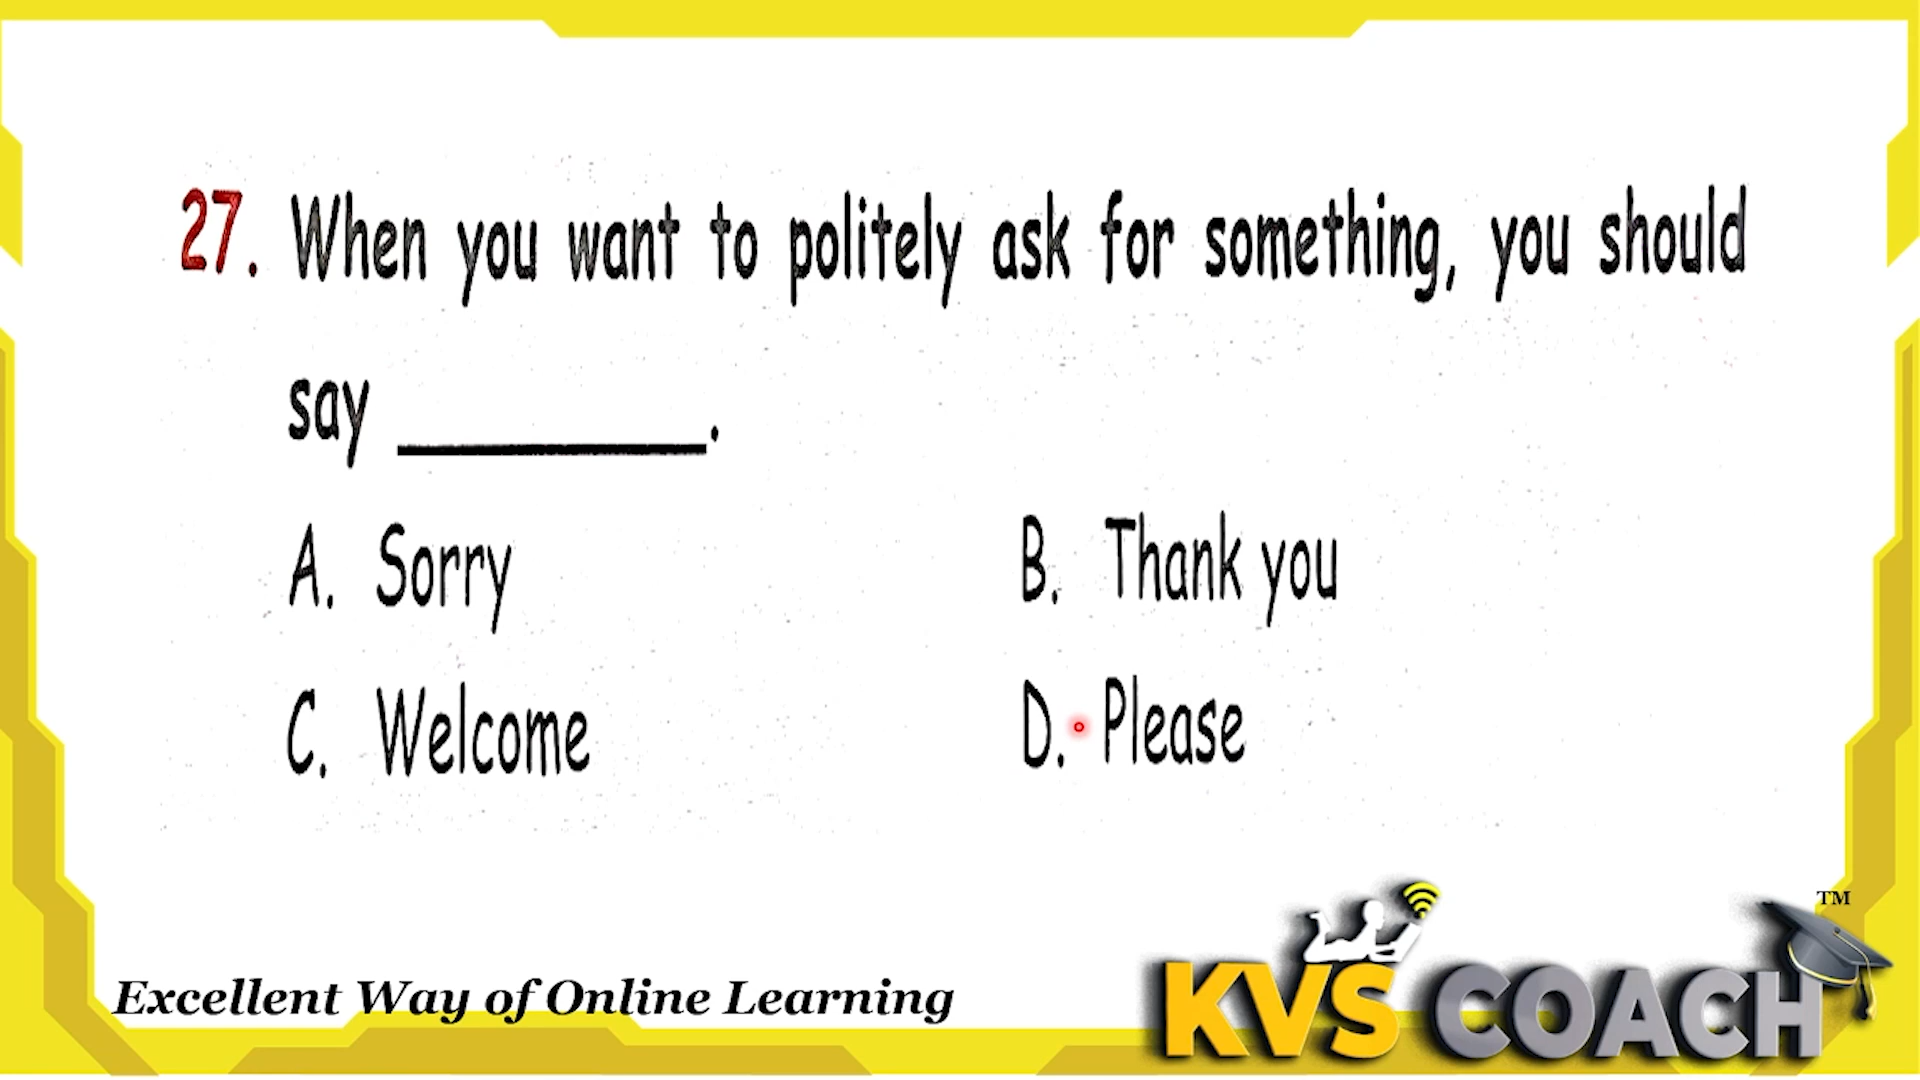 27. When you want to politely ask for something, you should
say __________.
A. Sorry
B. Thank you
C. Welcome
D. Please
Excellent Way of Online Learning
KVS COACH TM